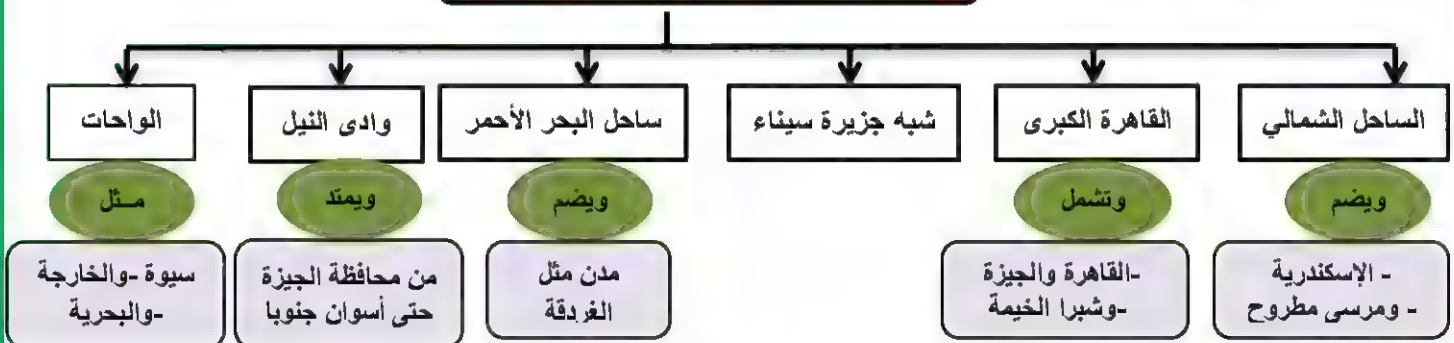 الساحل الشمالي
القاهرة الكبرى
شبه جزيرة سيناء
ساحل البحر الأحمر
وادى النيل
الواحات
ويضم
وتشمل
ويضم
ويمتد
مـثل
- الإسكندرية
- ومرسى مطروح
-القاهرة والجيزة
-وشبرا الخيمة
مدن مثل
الغردقة
من محافظة الجيزة
حتى أسوان جنوبا
سيوة -والخارجة
-والبحرية